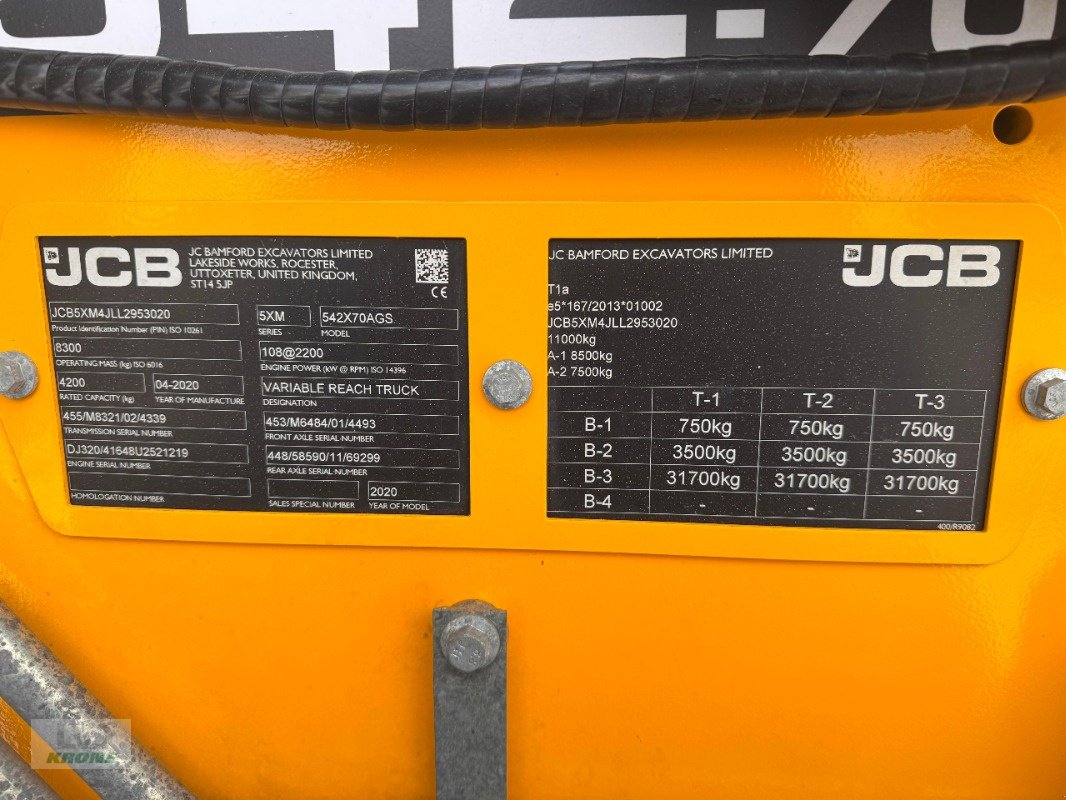 542-70
JCB
JC BAMFORD EXCAVATORS LIMITED
LAKESIDE WORKS, ROCESTER,
UTTOXETER, UNITED KINGDOM,
ST14 5JP
CE
JCB5XM4JLL2953020
Product Identification Number (PIN) ISO 10261
5XM
SERIES
542X70AGS
MODEL
8300
OPERATING MASS (kg) ISO 6016
108@2200
ENGINE POWER (kW @ RPM) ISO 14396
4200
RATED CAPACITY (kg)
04-2020
YEAR OF MANUFACTURE
VARIABLE REACH TRUCK
DESIGNATION
455/M8321/02/4339
TRANSMISSION SERIAL NUMBER
453/M6484/01/4493
FRONT AXLE SERIAL NUMBER
DJ320/41648U2521219
ENGINE SERIAL NUMBER
448/58590/11/69299
REAR AXLE SERIAL NUMBER
HOMOLOGATION NUMBER
SALES SPECIAL NUMBER
2020
YEAR OF MODEL
JC BAMFORD EXCAVATORS LIMITED
JCB
T1a
e5*167/2013*01002
JCB5XM4JLL2953020
11000kg
A-1 8500kg
A-2 7500kg
T-1 T-2 T-3
B-1 750kg 750kg 750kg
B-2 3500kg 3500kg 3500kg
B-3 31700kg 31700kg 31700kg
B-4 - - -
400/R9082
KRONE